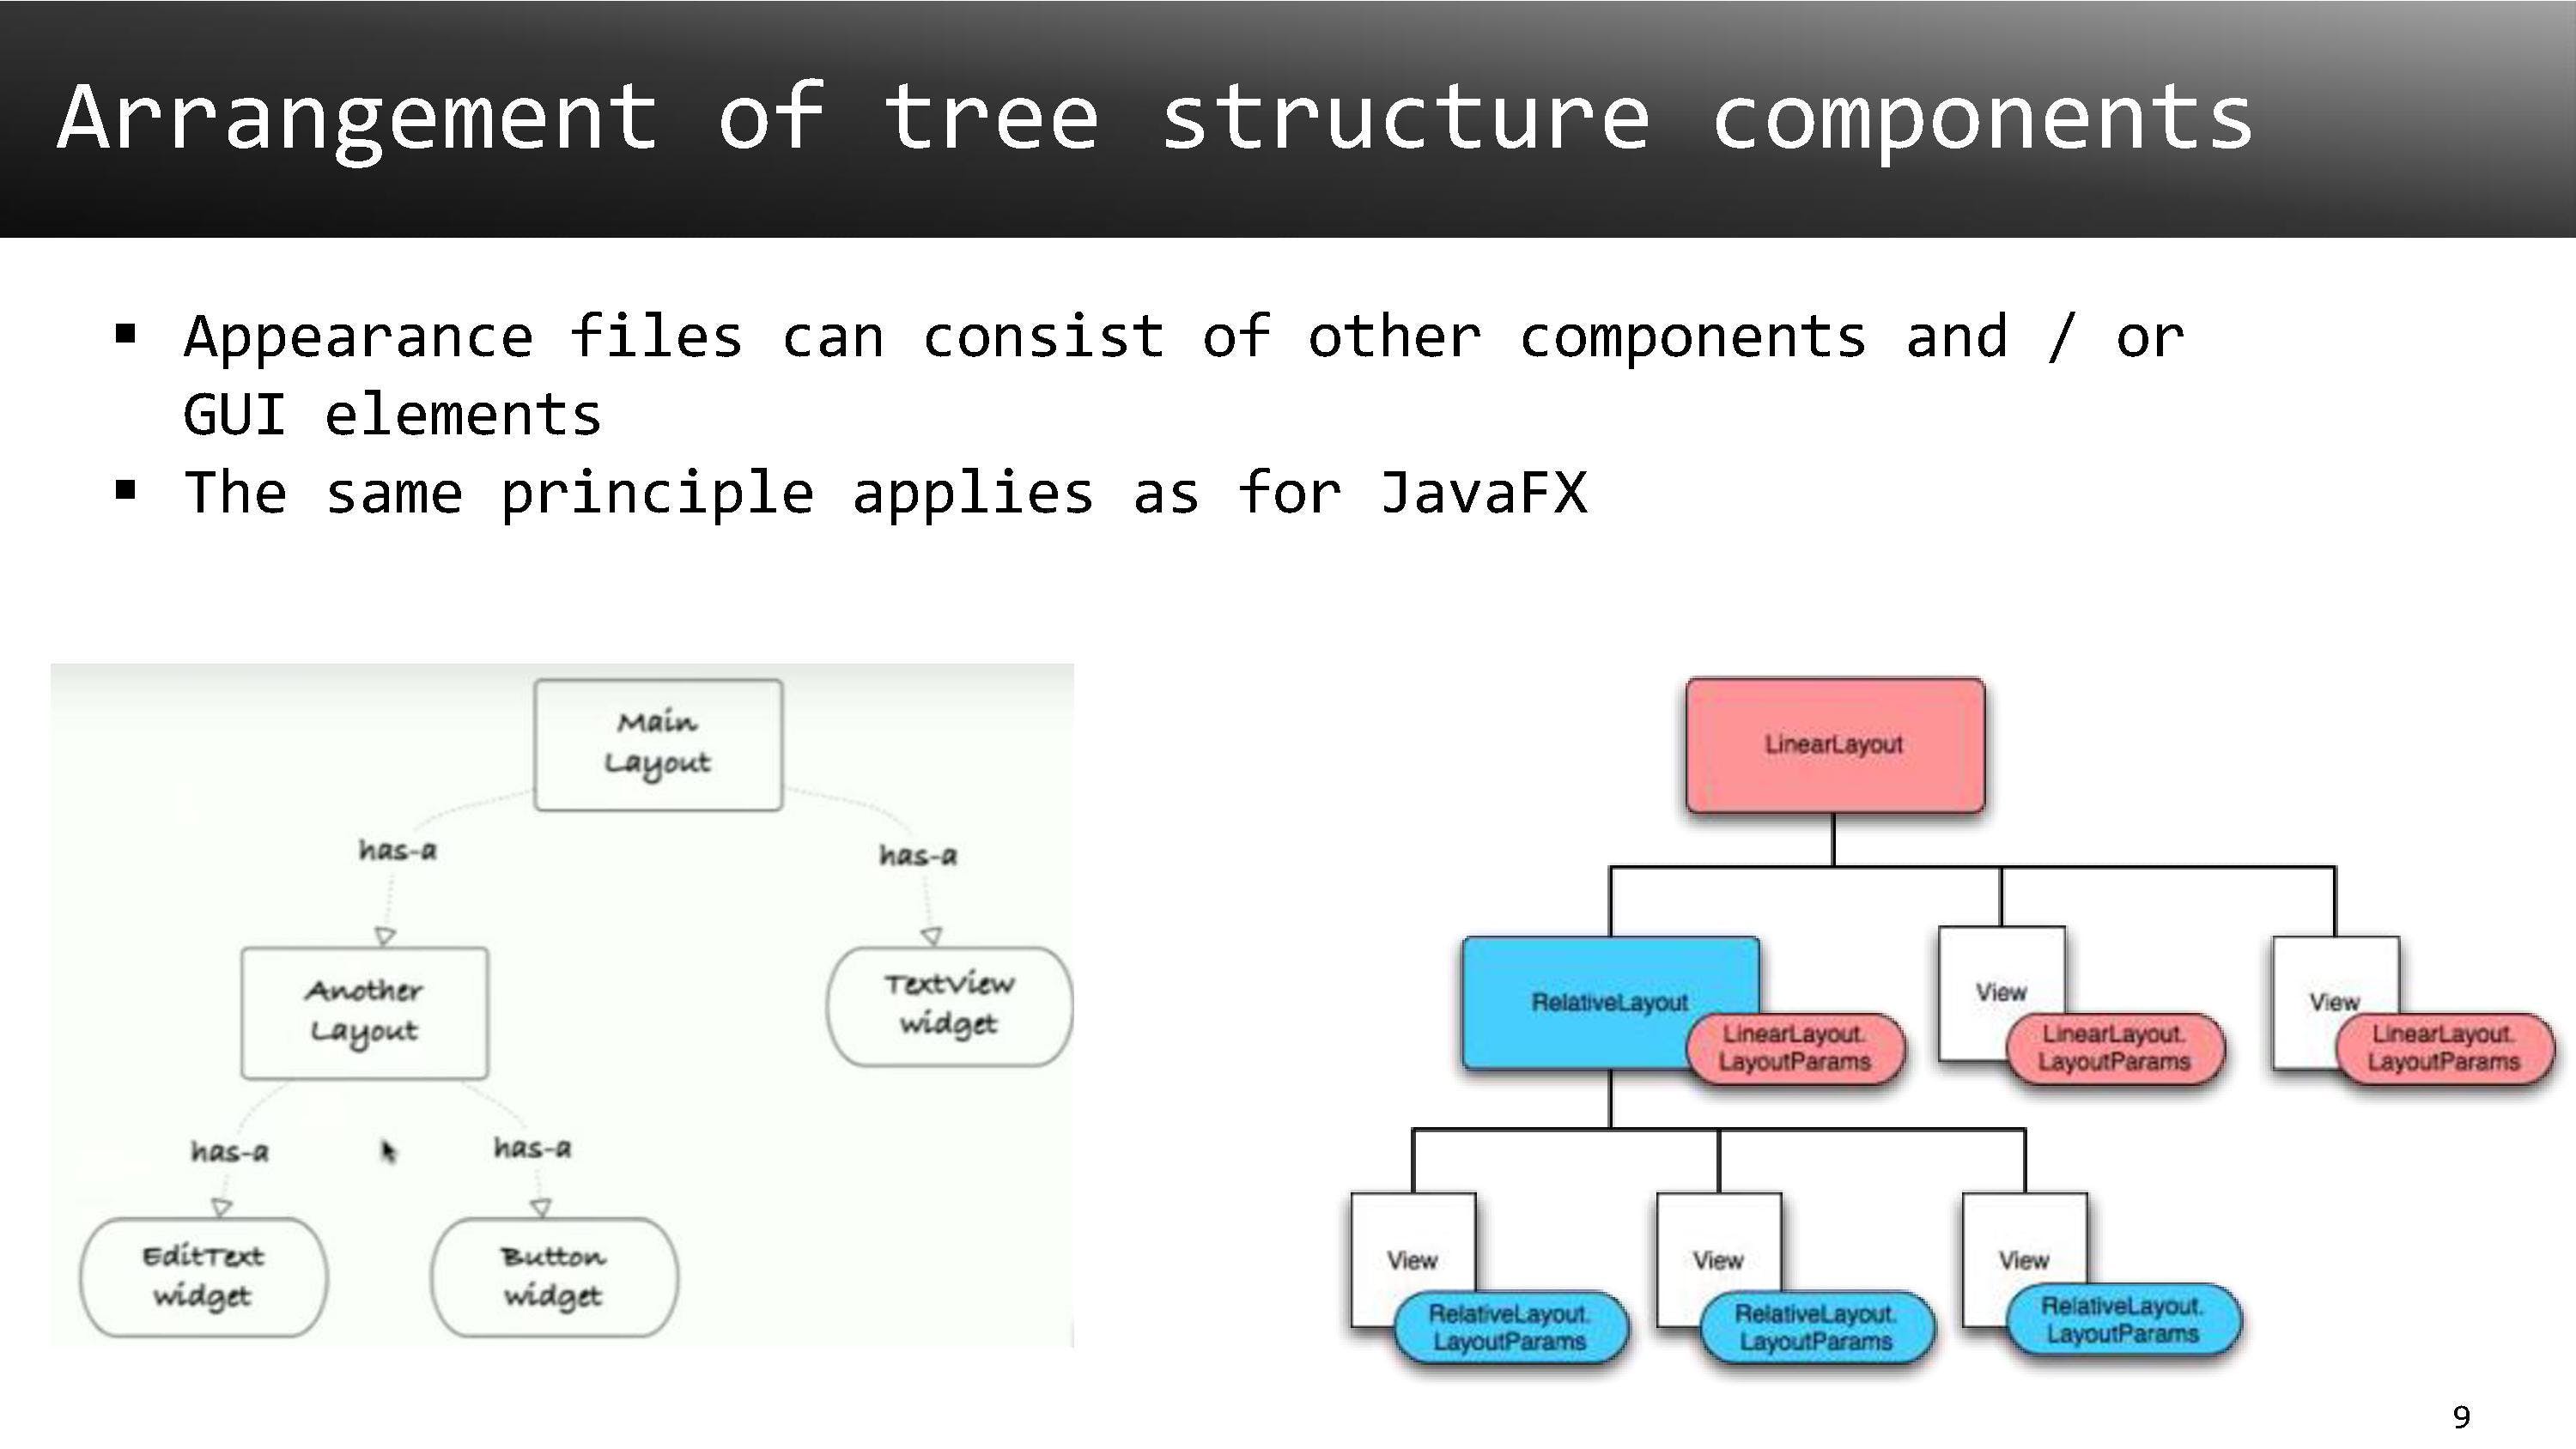 Arrangement of tree structure components
▪ Appearance files can consist of other components and / or
GUI elements
▪ The same principle applies as for JavaFX
Main
Layout
has-a
has-a
Another
Layout
TextView
widget
has-a
has-a
EditText
widget
Button
widget
LinearLayout
RelativeLayout
LinearLayout.
LayoutParams
View
LinearLayout.
LayoutParams
View
LinearLayout.
LayoutParams
View
RelativeLayout.
LayoutParams
View
RelativeLayout.
LayoutParams
View
RelativeLayout.
LayoutParams
9